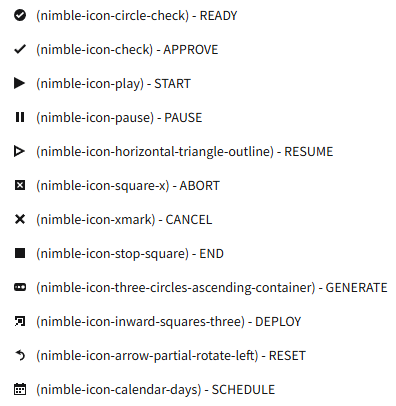 (nimble-icon-circle-check) - READY
(nimble-icon-check) - APPROVE
(nimble-icon-play) - START
(nimble-icon-pause) - PAUSE
(nimble-icon-horizontal-triangle-outline) - RESUME
(nimble-icon-square-x) - ABORT
(nimble-icon-xmark) - CANCEL
(nimble-icon-stop-square) - END
(nimble-icon-three-circles-ascending-container) - GENERATE
(nimble-icon-inward-squares-three) - DEPLOY
(nimble-icon-arrow-partial-rotate-left) - RESET
(nimble-icon-calendar-days) - SCHEDULE